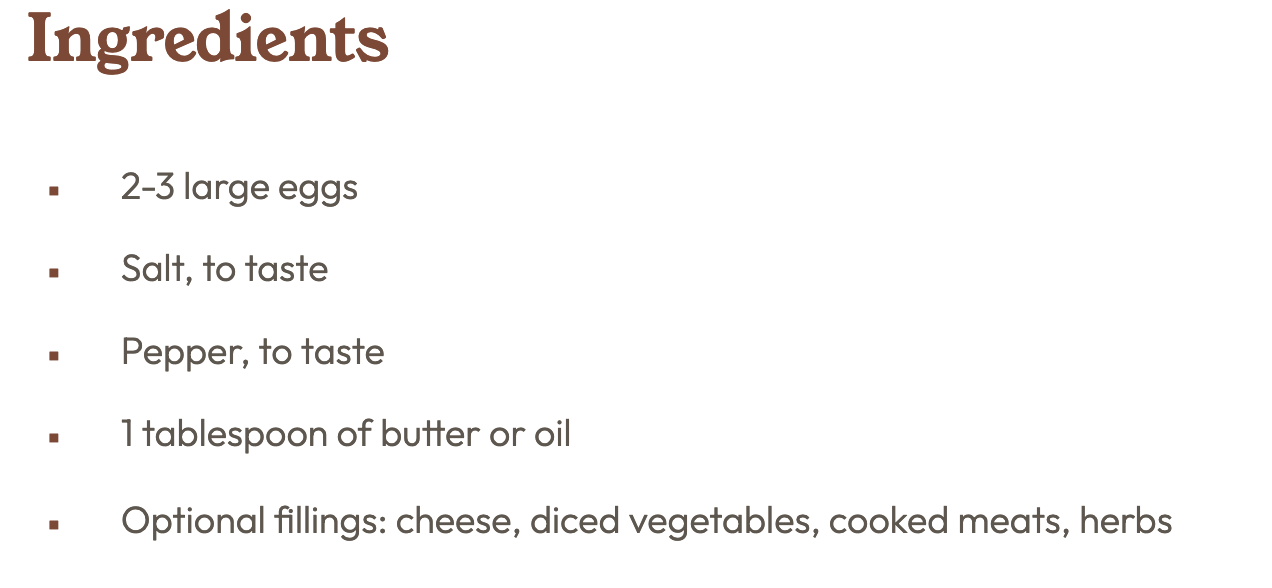 Ingredients
2-3 large eggs
Salt, to taste
Pepper, to taste
1 tablespoon of butter or oil
Optional fillings: cheese, diced vegetables, cooked meats, herbs